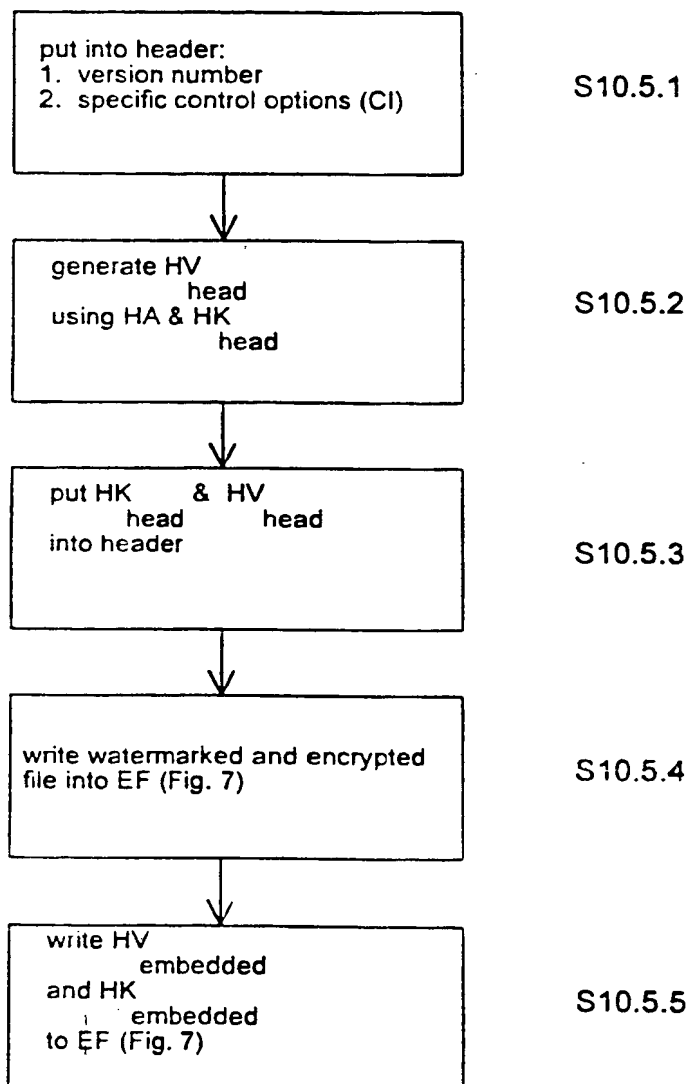 put into header:
1. version number
2. specific control options (CI)
S10.5.1
generate HV
head
using HA & HK
head
S10.5.2
put HK & HV
head head
into header
S10.5.3
write watermarked and encrypted
file into EF (Fig. 7)
S10.5.4
write HV
embedded
and HK
embedded
to EF (Fig. 7)
S10.5.5